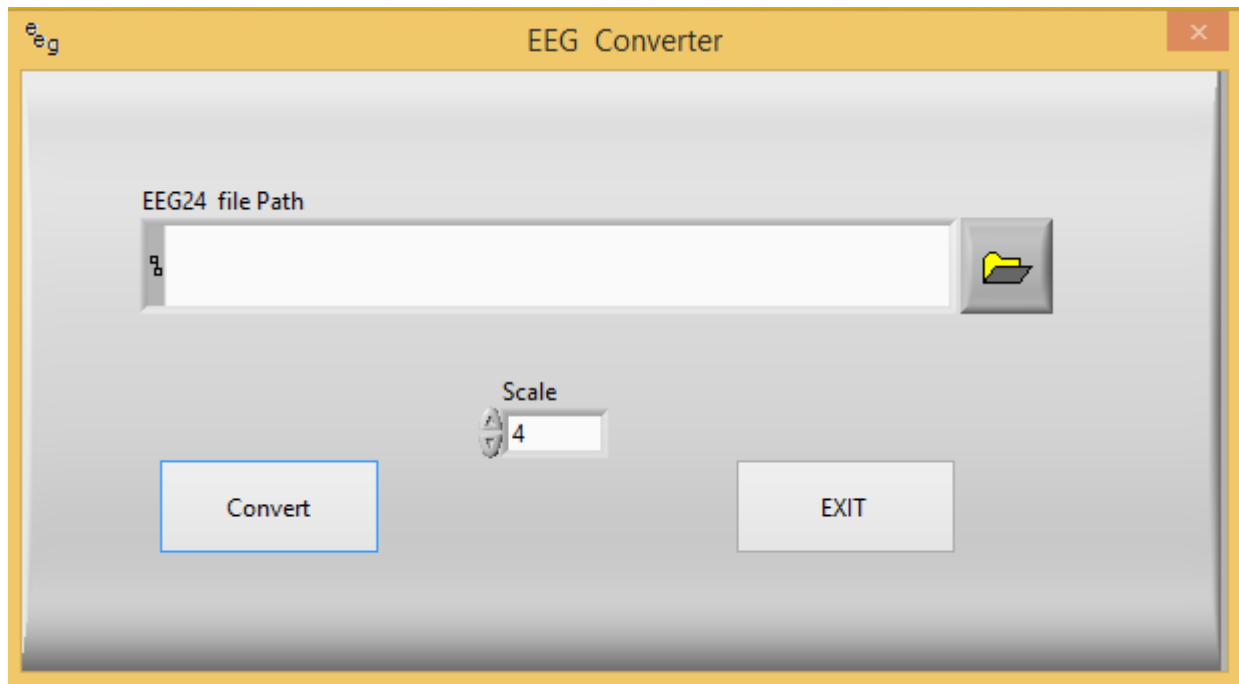 eeg
EEG Converter
EEG24 file Path
Scale
4
Convert
EXIT